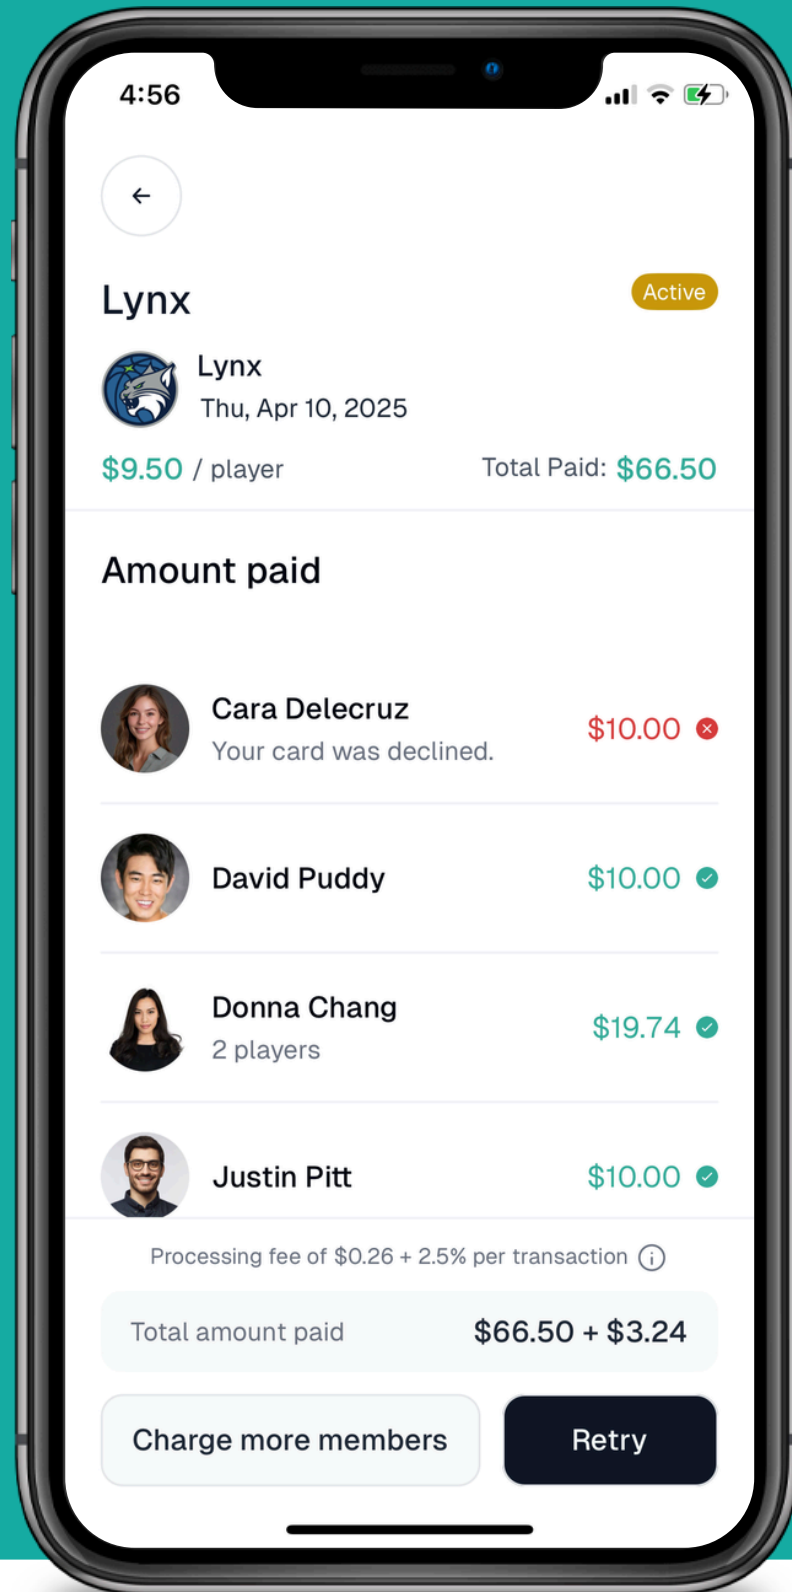 4:56
Lynx
Active
Lynx
Thu, Apr 10, 2025
$9.50 / player
Total Paid: $66.50
Amount paid
Cara Delecruz
$10.00
Your card was declined.
David Puddy
$10.00
Donna Chang
$19.74
2 players
Justin Pitt
$10.00
Processing fee of $0.26 + 2.5% per transaction
Total amount paid
$66.50 + $3.24
Charge more members
Retry